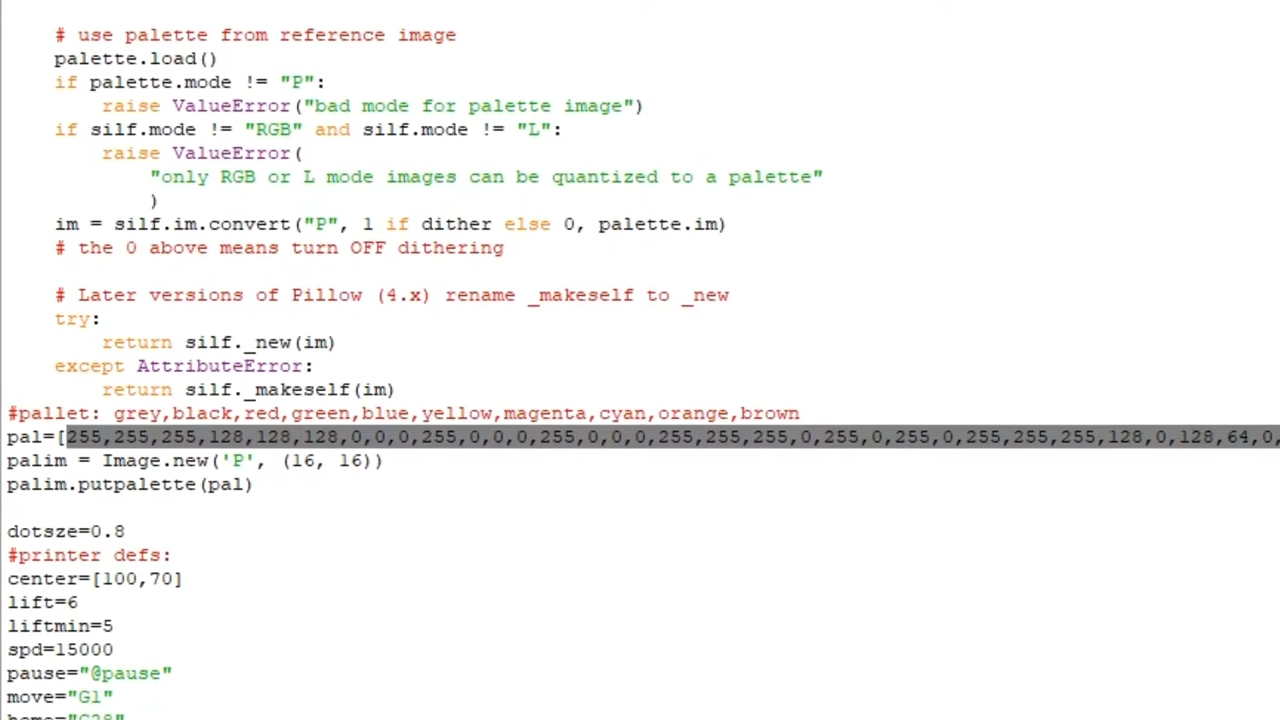 # use palette from reference image
palette.load()
if palette.mode != "P":
raise ValueError("bad mode for palette image")
if silf.mode != "RGB" and silf.mode != "L":
raise ValueError(
"only RGB or L mode images can be quantized to a palette"
)
im = silf.im.convert("P", 1 if dither else 0, palette.im)
# the 0 above means turn OFF dithering
# Later versions of Pillow (4.x) rename _makeself to _new
try:
return silf._new(im)
except AttributeError:
return silf._makeself(im)
#pallet: grey,black,red,green,blue,yellow,magenta,cyan,orange,brown
pal=[255,255,255,128,128,128,0,0,0,255,0,0,0,255,0,0,0,255,255,255,0,255,0,255,0,255,255,255,128,0,128,64,0,
palim = Image.new('P', (16, 16))
palim.putpalette(pal)
dotsze=0.8
#printer defs:
center=[100,70]
lift=6
liftmin=5
spd=15000
pause="@pause"
move="G1"
home="G28"